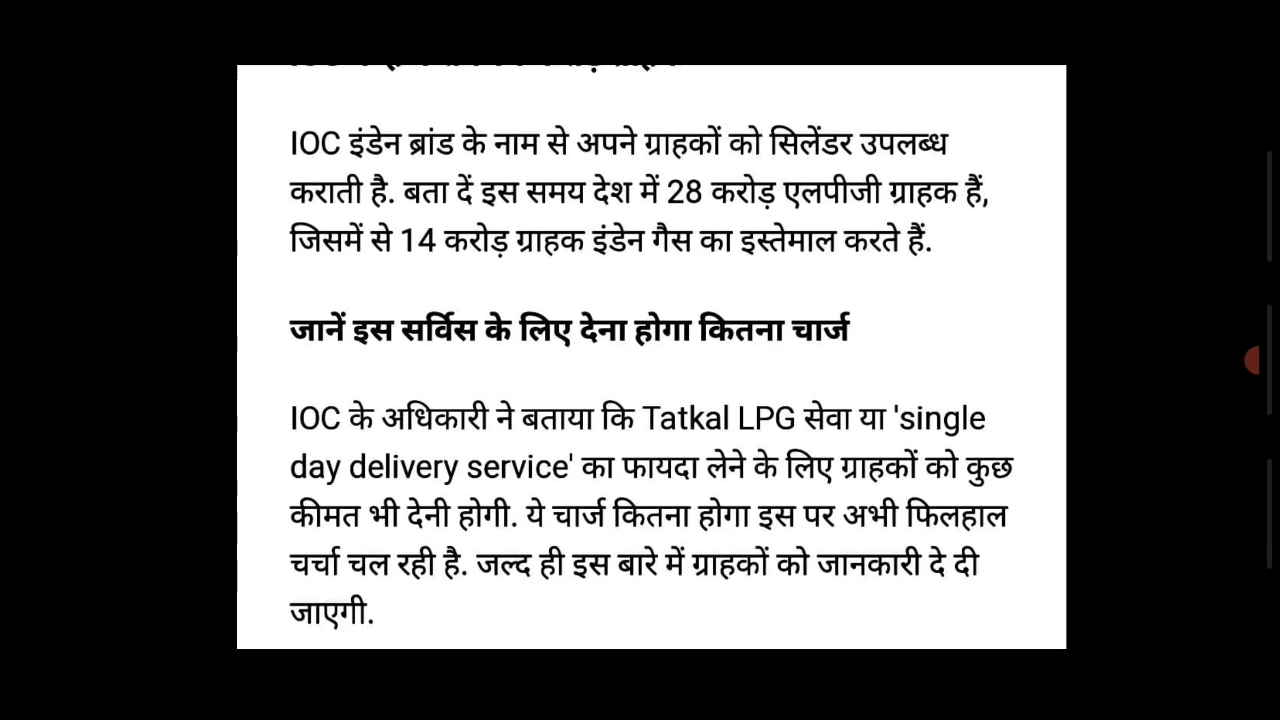 IOC इंडेन ब्रांड के नाम से अपने ग्राहकों को सिलेंडर उपलब्ध
कराती है. बता दें इस समय देश में 28 करोड़ एलपीजी ग्राहक हैं,
जिसमें से 14 करोड़ ग्राहक इंडेन गैस का इस्तेमाल करते हैं.
जानें इस सर्विस के लिए देना होगा कितना चार्ज
IOC के अधिकारी ने बताया कि Tatkal LPG सेवा या 'single
day delivery service' का फायदा लेने के लिए ग्राहकों को कुछ
कीमत भी देनी होगी. ये चार्ज कितना होगा इस पर अभी फिलहाल
चर्चा चल रही है. जल्द ही इस बारे में ग्राहकों को जानकारी दे दी
जाएगी.